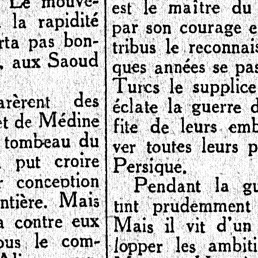 Le mouve-
la rapidité
rta pas bon-
, aux Saoud
arèrent des
et de Médine
tombeau du
put croire
conception
ntière. Mais
contre eux
ous le com-
est le maître du
par son courage e
tribus le reconnais
ques années se pas
Turcs le supplice
éclate la guerre d
fite de leurs emb
ver toutes leurs p
Persique.
Pendant la gu
tint prudemment
Mais il vit d'un
lopper les ambiti